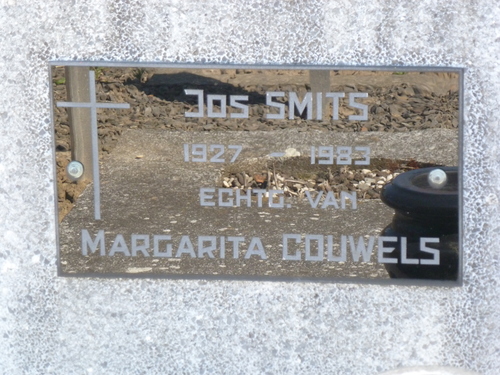 Jos SMITS
1927 - 1983
ECHTG. VAN
MARGARITA COUWELS